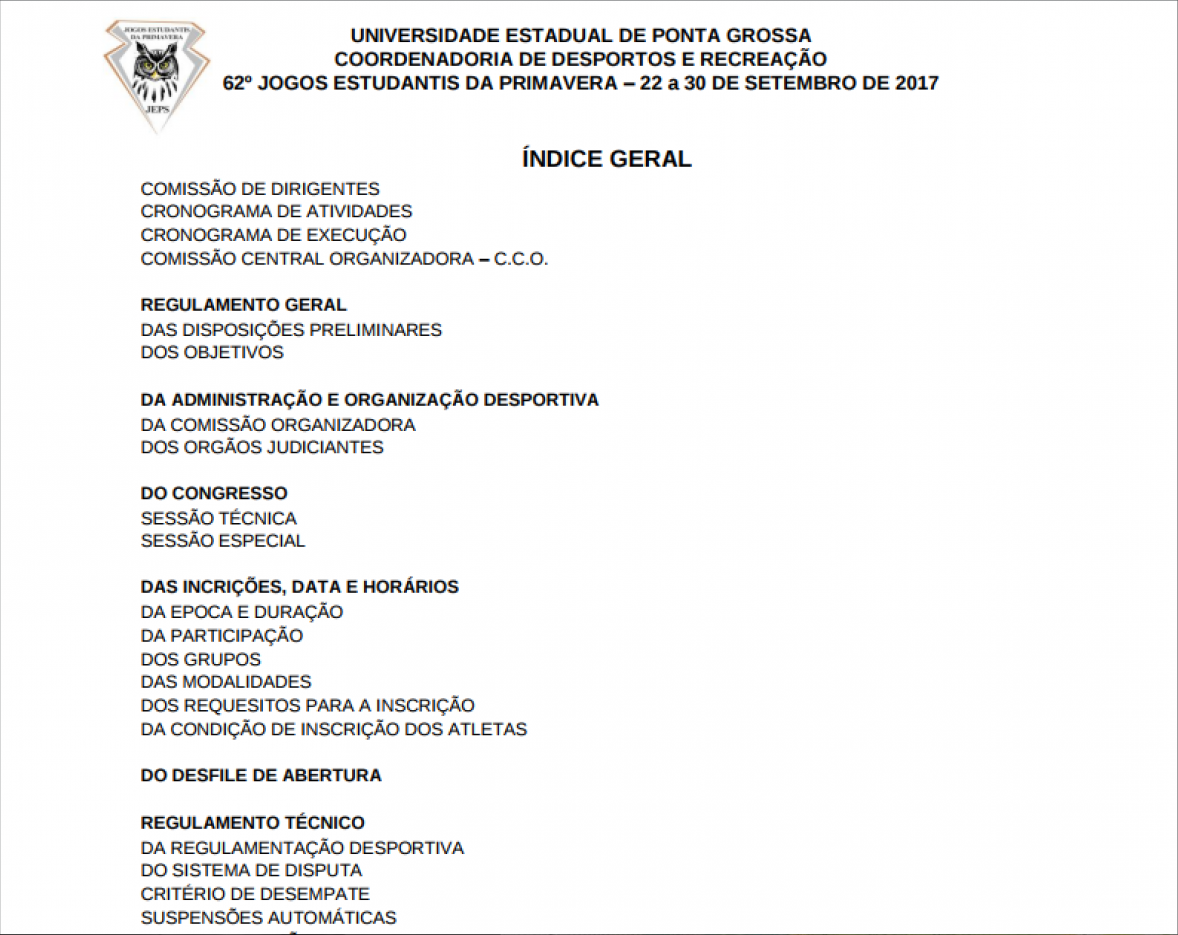 JOGOS ESTUDANTIS
DA PRIMAVERA
JEPS
UNIVERSIDADE ESTADUAL DE PONTA GROSSA
COORDENADORIA DE DESPORTOS E RECREAÇÃO
62º JOGOS ESTUDANTIS DA PRIMAVERA – 22 a 30 DE SETEMBRO DE 2017
ÍNDICE GERAL
COMISSÃO DE DIRIGENTES
CRONOGRAMA DE ATIVIDADES
CRONOGRAMA DE EXECUÇÃO
COMISSÃO CENTRAL ORGANIZADORA – C.C.O.
REGULAMENTO GERAL
DAS DISPOSIÇÕES PRELIMINARES
DOS OBJETIVOS
DA ADMINISTRAÇÃO E ORGANIZAÇÃO DESPORTIVA
DA COMISSÃO ORGANIZADORA
DOS ORGÃOS JUDICIANTES
DO CONGRESSO
SESSÃO TÉCNICA
SESSÃO ESPECIAL
DAS INCRIÇÕES, DATA E HORÁRIOS
DA EPOCA E DURAÇÃO
DA PARTICIPAÇÃO
DOS GRUPOS
DAS MODALIDADES
DOS REQUESITOS PARA A INSCRIÇÃO
DA CONDIÇÃO DE INSCRIÇÃO DOS ATLETAS
DO DESFILE DE ABERTURA
REGULAMENTO TÉCNICO
DA REGULAMENTAÇÃO DESPORTIVA
DO SISTEMA DE DISPUTA
CRITÉRIO DE DESEMPATE
SUSPENSÕES AUTOMÁTICAS